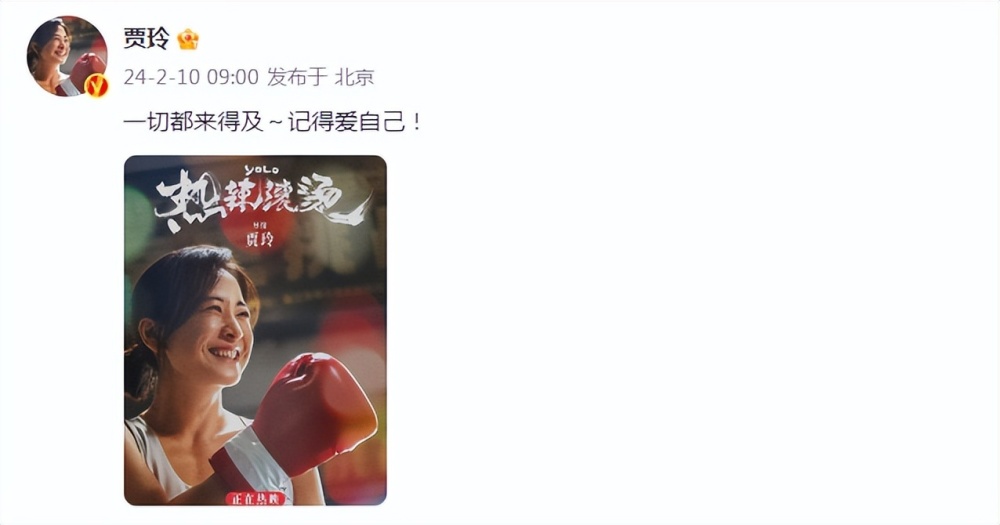 贾玲
24-2-10 09:00 发布于 北京
一切都来得及～记得爱自己！
YOLO
热辣滚烫
导演
贾玲
正在热映